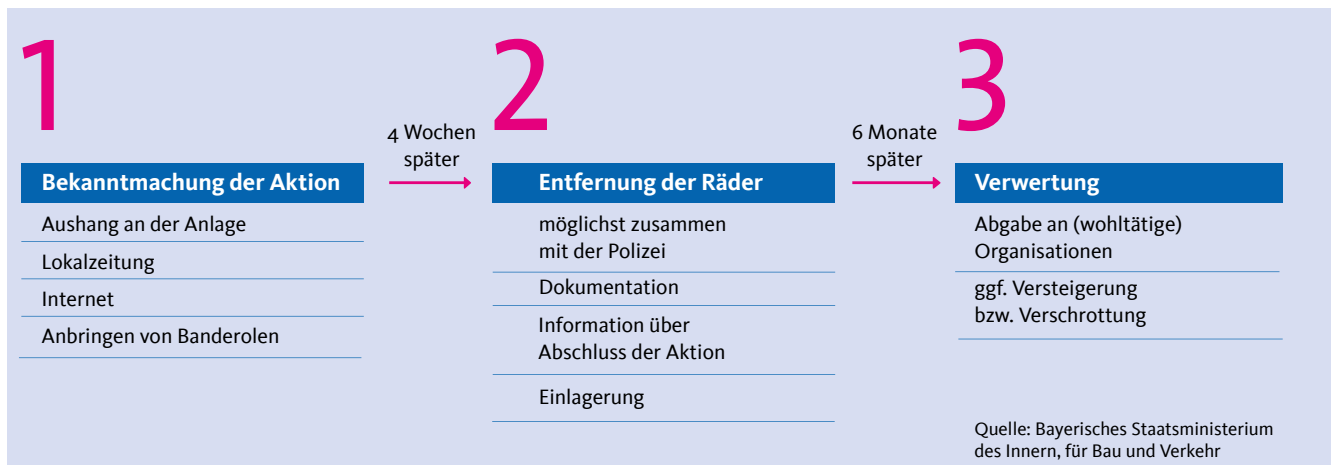 1
Bekanntmachung der Aktion
Aushang an der Anlage
Lokalzeitung
Internet
Anbringen von Banderolen
4 Wochen
später
2
Entfernung der Räder
möglichst zusammen
mit der Polizei
Dokumentation
Information über
Abschluss der Aktion
Einlagerung
6 Monate
später
3
Verwertung
Abgabe an (wohltätige)
Organisationen
ggf. Versteigerung
bzw. Verschrottung
Quelle: Bayerisches Staatsministerium
des Innern, für Bau und Verkehr